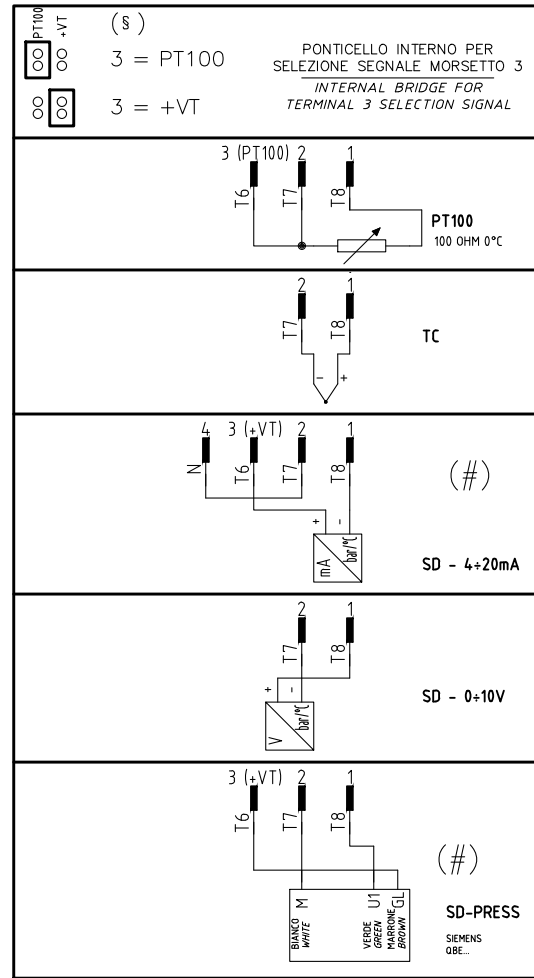 PT100
+VT
(§)
3 = PT100
3 = +VT
PONTICELLO INTERNO PER
SELEZIONE SEGNALE MORSETTO 3
INTERNAL BRIDGE FOR
TERMINAL 3 SELECTION SIGNAL
3 (PT100) 2 1
T6 T7 T8
PT100
100 OHM 0°C
2 1
T7 T8
- +
TC
4 3 (+VT) 2 1
N T6 T7 T8
+ -
mA bar/°C
(#)
SD - 4÷20mA
2 1
T7 T8
+ -
V bar/°C
SD - 0÷10V
3 (+VT) 2 1
T6 T7 T8
M U1 GL
BIANCO
WHITE
VERDE
GREEN
MARRONE
BROWN
(#)
SD-PRESS
SIEMENS
QBE...